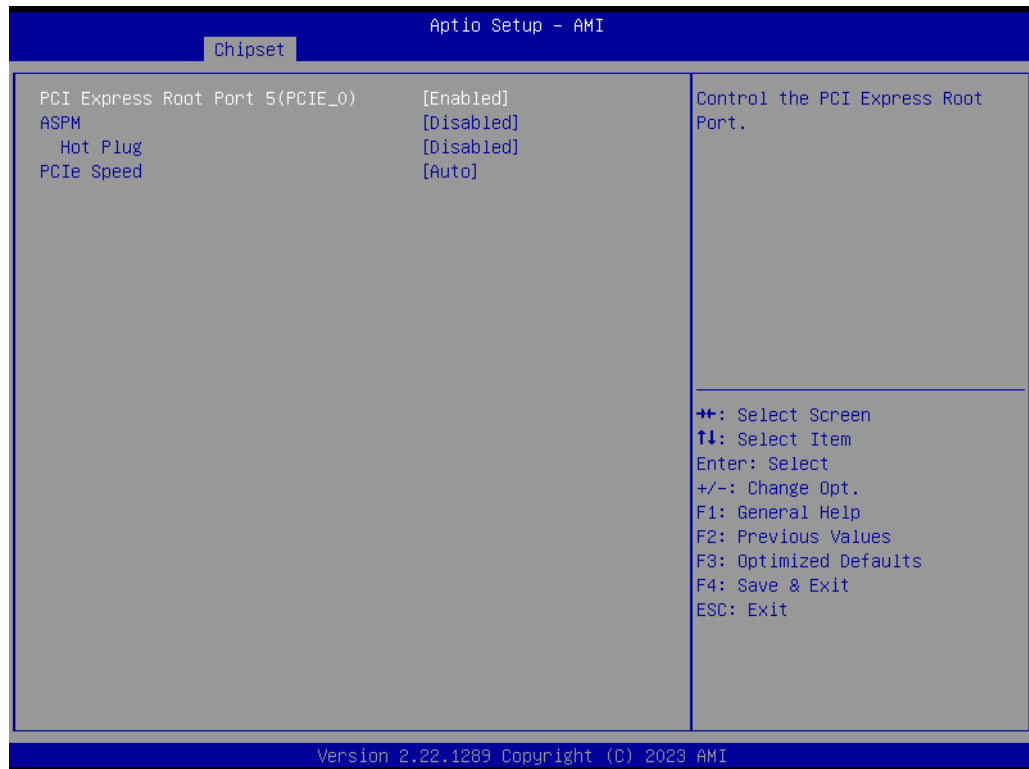 Aptio Setup – AMI
Chipset
PCI Express Root Port 5(PCIE_0) [Enabled]
ASPM [Disabled]
Hot Plug [Disabled]
PCIe Speed [Auto]
Control the PCI Express Root
Port.
→←: Select Screen
↑↓: Select Item
Enter: Select
+/-: Change Opt.
F1: General Help
F2: Previous Values
F3: Optimized Defaults
F4: Save & Exit
ESC: Exit
Version 2.22.1289 Copyright (C) 2023 AMI